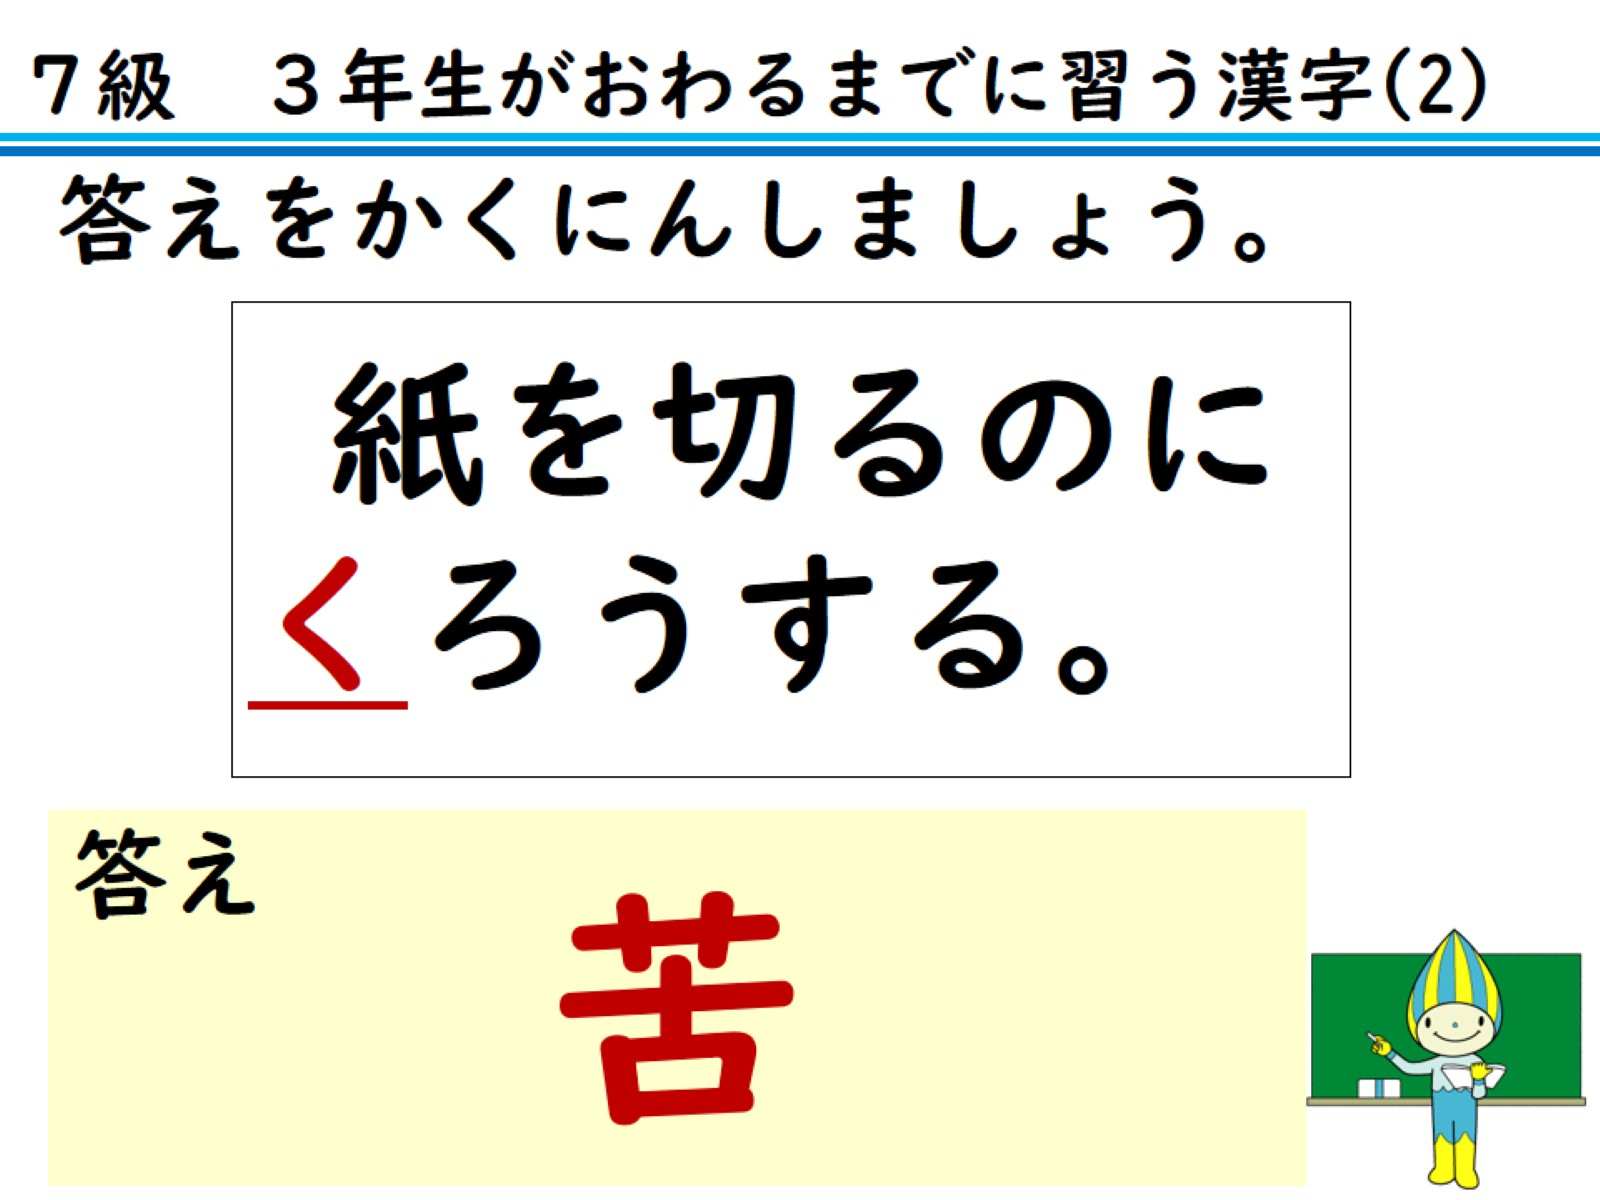 ７級　３年生がおわるまでに習う漢字(2)
答えをかくにんしましょう。
紙を切るのに
くろうする。
答え
苦